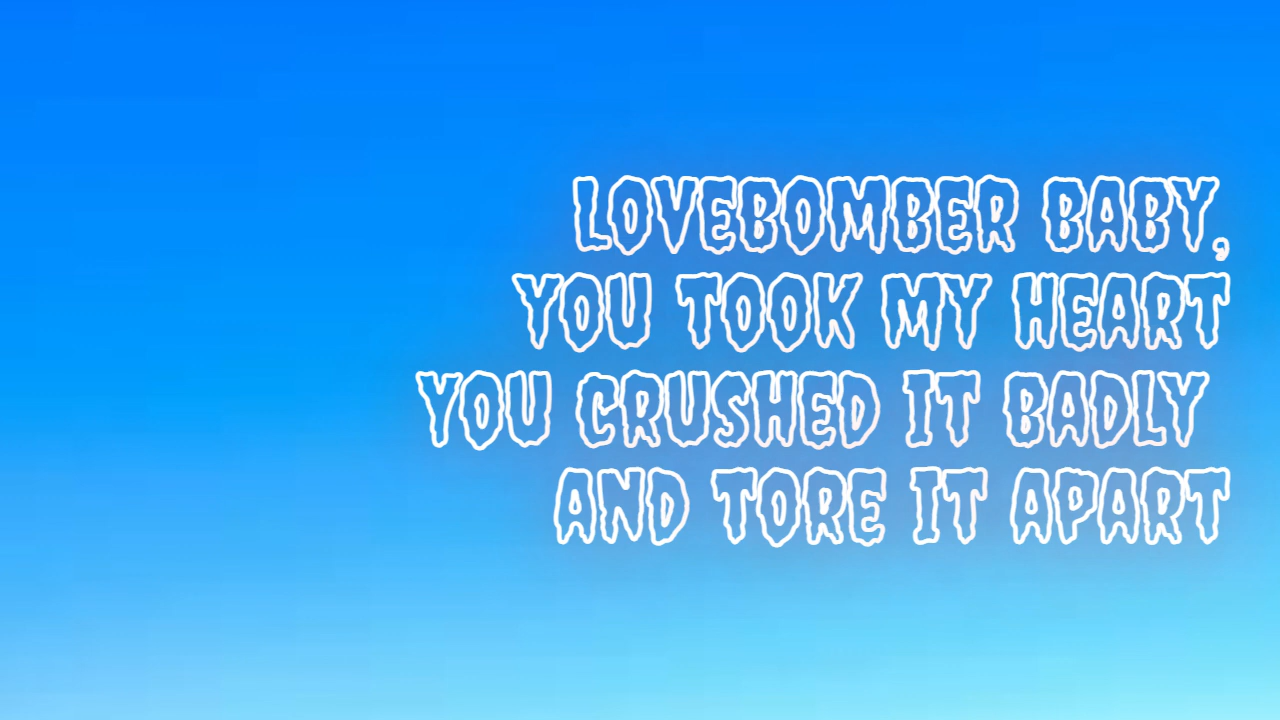 LOVEBOMBER BABY,
YOU TOOK MY HEART
YOU CRUSHED IT BADLY
AND TORE IT APART